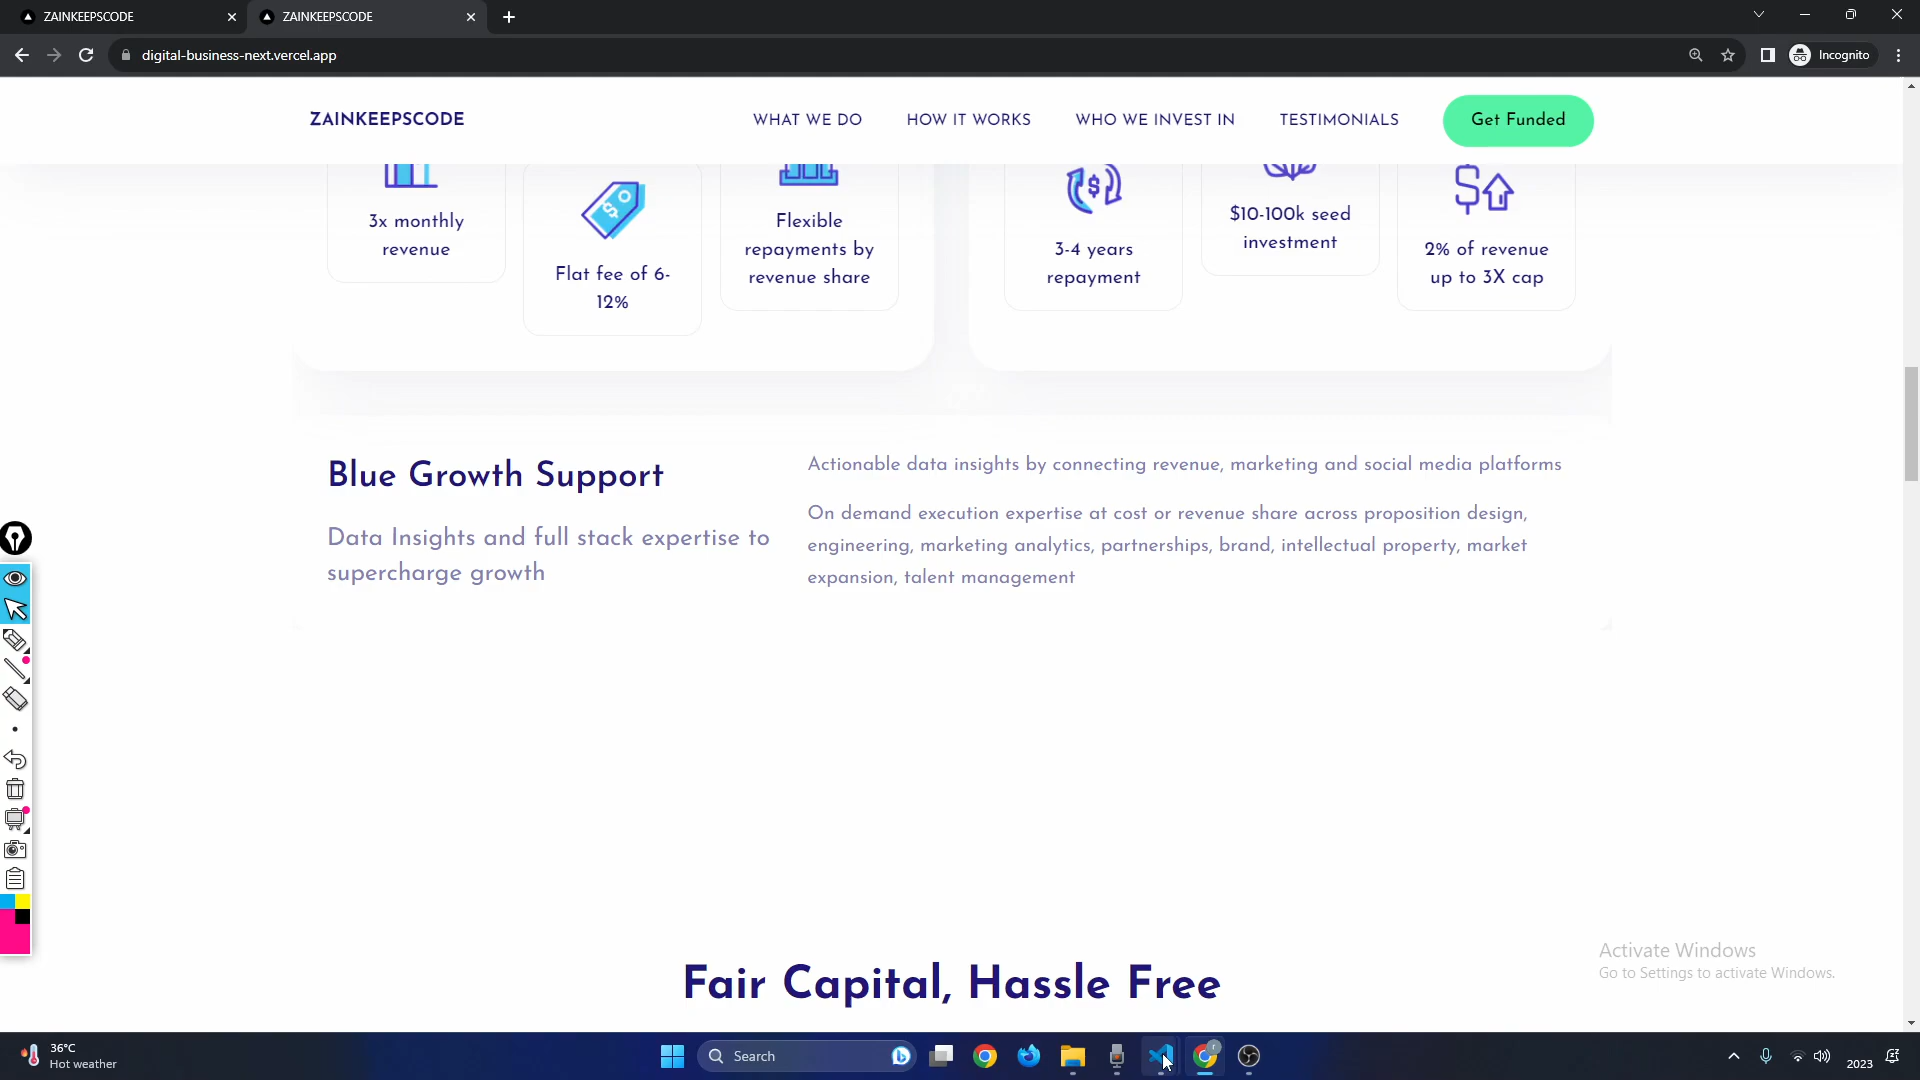 ZAINKEEPSCODE
ZAINKEEPSCODE
digital-business-next.vercel.app
Incognito
ZAINKEEPSCODE
WHAT WE DO
HOW IT WORKS
WHO WE INVEST IN
TESTIMONIALS
Get Funded
3x monthly
revenue
Flat fee of 6-
12%
Flexible
repayments by
revenue share
3-4 years
repayment
$10-100k seed
investment
2% of revenue
up to 3X cap
Blue Growth Support
Data Insights and full stack expertise to
supercharge growth
Actionable data insights by connecting revenue, marketing and social media platforms
On demand execution expertise at cost or revenue share across proposition design,
engineering, marketing analytics, partnerships, brand, intellectual property, market
expansion, talent management
Fair Capital, Hassle Free
Activate Windows
Go to Settings to activate Windows.
36°C
Hot weather
Search
2023